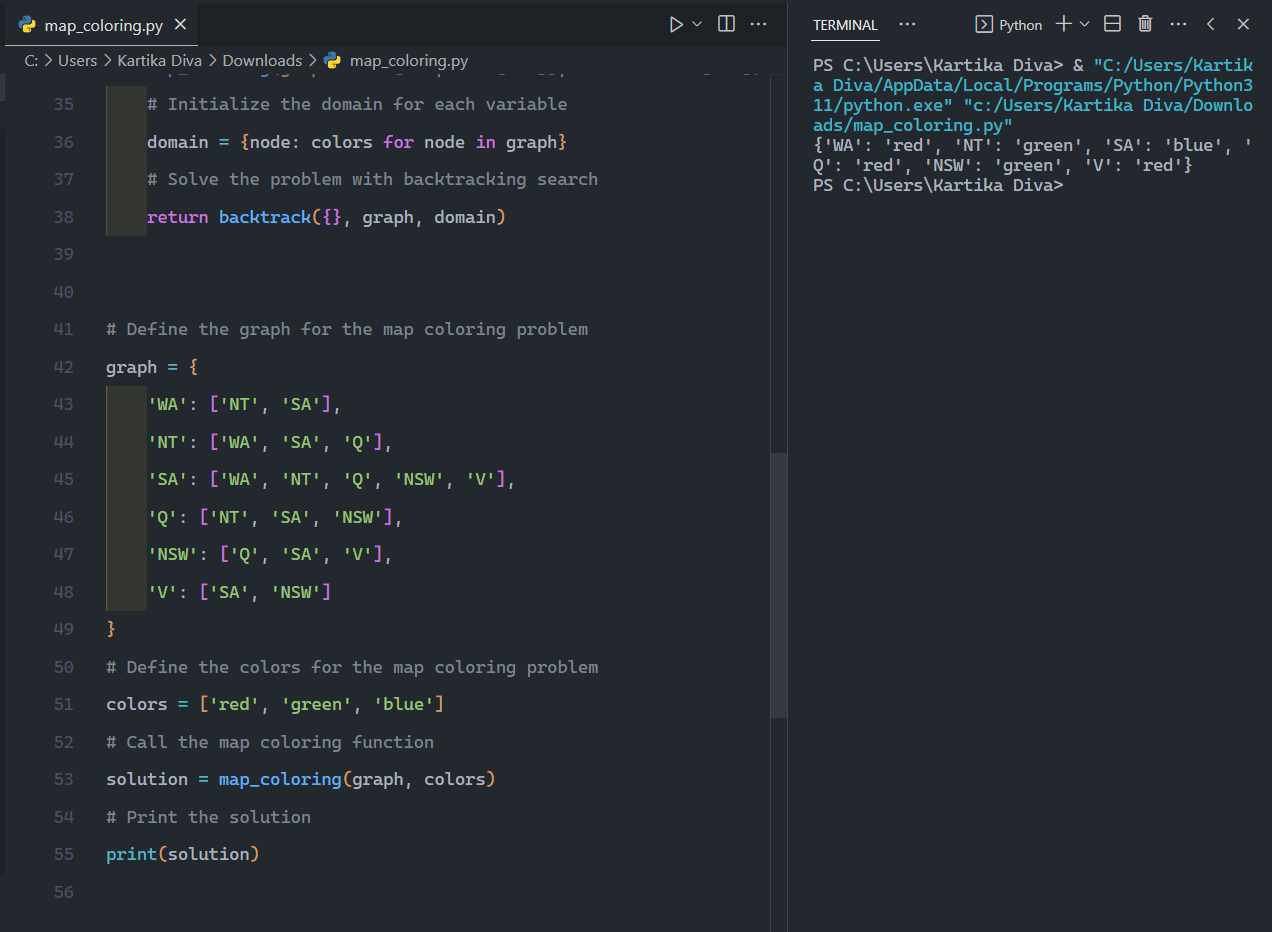 map_coloring.py
C: > Users > Kartika Diva > Downloads > map_coloring.py
35     # Initialize the domain for each variable
36     domain = {node: colors for node in graph}
37     # Solve the problem with backtracking search
38     return backtrack({}, graph, domain)
39
40
41 # Define the graph for the map coloring problem
42 graph = {
43     'WA': ['NT', 'SA'],
44     'NT': ['WA', 'SA', 'Q'],
45     'SA': ['WA', 'NT', 'Q', 'NSW', 'V'],
46     'Q': ['NT', 'SA', 'NSW'],
47     'NSW': ['Q', 'SA', 'V'],
48     'V': ['SA', 'NSW']
49 }
50 # Define the colors for the map coloring problem
51 colors = ['red', 'green', 'blue']
52 # Call the map coloring function
53 solution = map_coloring(graph, colors)
54 # Print the solution
55 print(solution)
56
TERMINAL
Python
PS C:\Users\Kartika Diva> & "C:/Users/Kartik
a Diva/AppData/Local/Programs/Python/Python3
11/python.exe" "c:/Users/Kartika Diva/Downlo
ads/map_coloring.py"
{'WA': 'red', 'NT': 'green', 'SA': 'blue', '
Q': 'red', 'NSW': 'green', 'V': 'red'}
PS C:\Users\Kartika Diva>